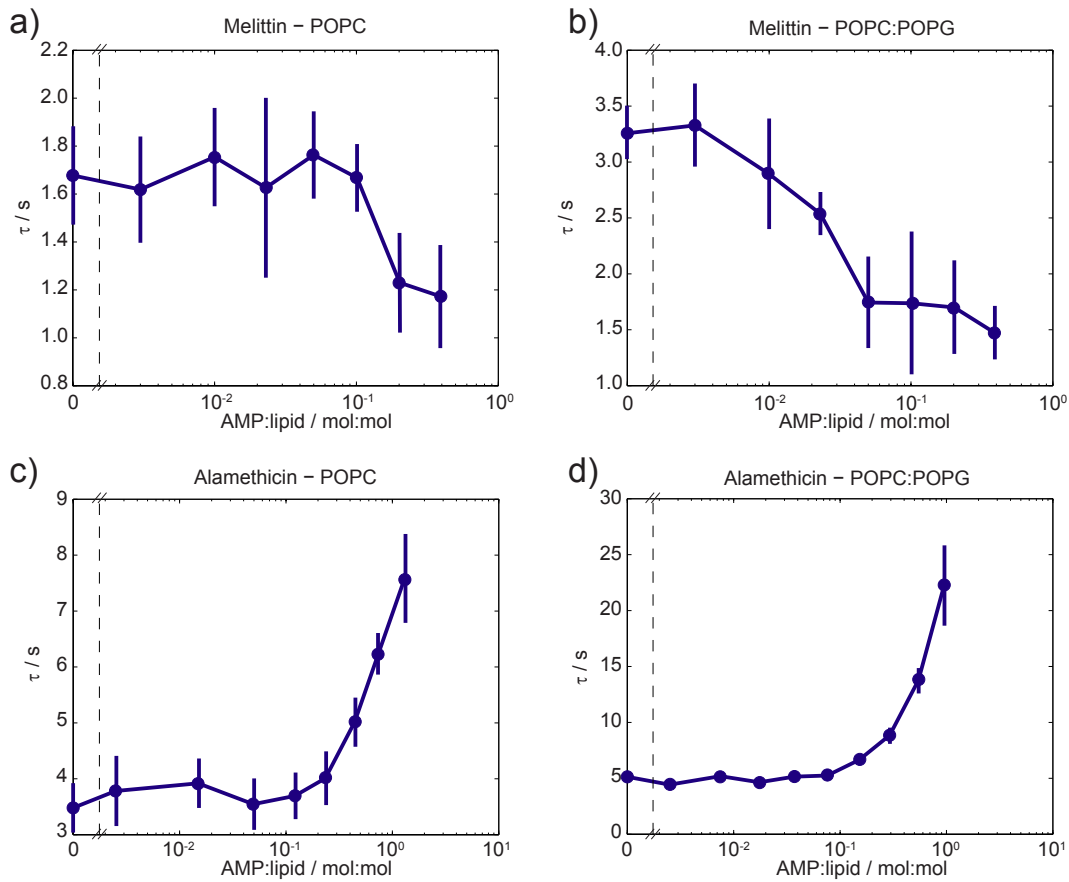 a)
Melittin – POPC
τ / s
2.2
2.0
1.8
1.6
1.4
1.2
1.0
0.8
0
10⁻²
10⁻¹
10⁰
AMP:lipid / mol:mol
b)
Melittin – POPC:POPG
τ / s
4.0
3.5
3.0
2.5
2.0
1.5
1.0
0
10⁻²
10⁻¹
10⁰
AMP:lipid / mol:mol
c)
Alamethicin – POPC
τ / s
9
8
7
6
5
4
3
0
10⁻²
10⁻¹
10⁰
10¹
AMP:lipid / mol:mol
d)
Alamethicin – POPC:POPG
τ / s
30
25
20
15
10
5
0
0
10⁻²
10⁻¹
10⁰
10¹
AMP:lipid / mol:mol